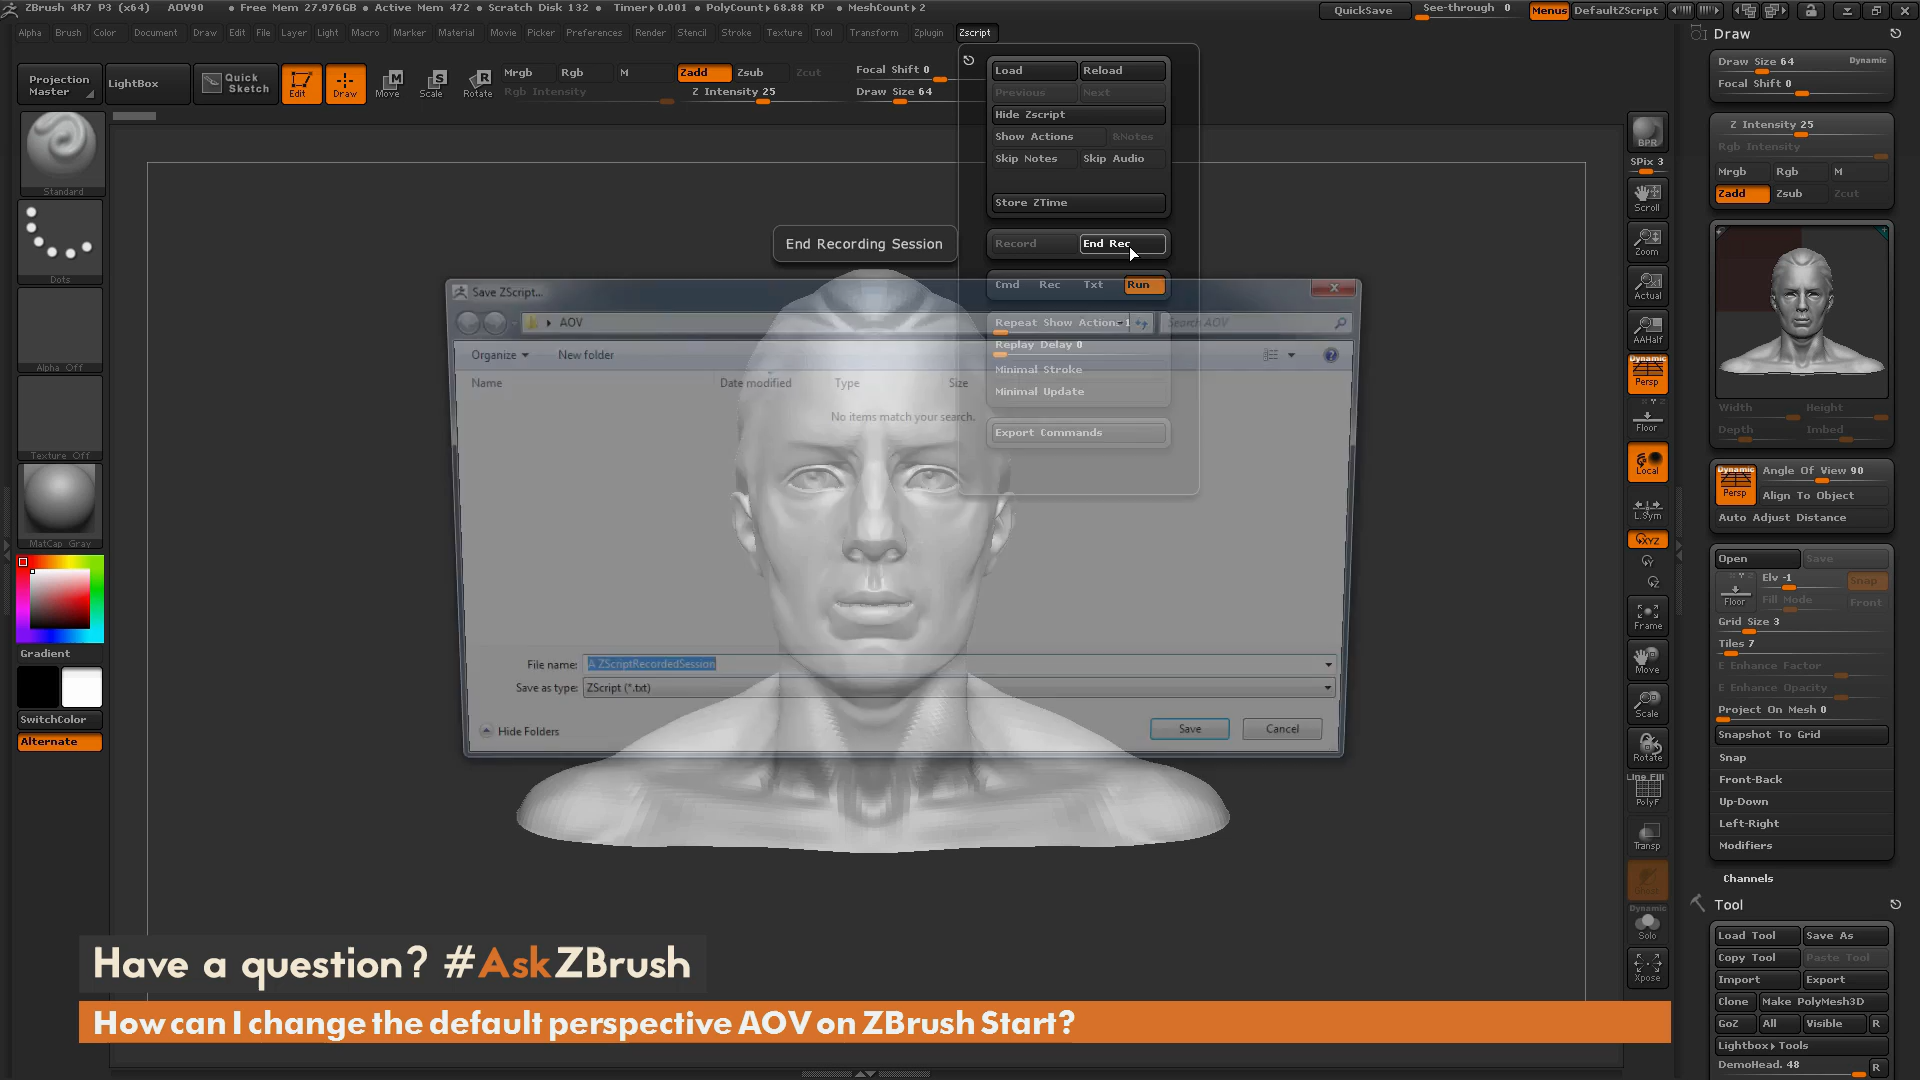 ZBrush 4R7 P3 (x64) AOV90 • Free Mem 27.976GB • Active Mem 472 • Scratch Disk 132 • Timer▸0.001 • PolyCount▸68.88 KP • MeshCount▸2 QuickSave See-through 0 Menus DefaultZScript
Alpha Brush Color Document Draw Edit File Layer Light Macro Marker Material Movie Picker Preferences Render Stencil Stroke Texture Tool Transform Zplugin Zscript
Projection Master
LightBox
Quick Sketch
Edit
Draw
Move
Scale
Rotate
Mrgb Rgb M
Rgb Intensity
Zadd Zsub Zcut
Z Intensity 25
Focal Shift 0
Draw Size 64
Standard
Dots
Alpha Off
Texture Off
MatCap Gray
Gradient
SwitchColor
Alternate
Load Reload
Previous Next
Hide Zscript
Show Actions &Notes
Skip Notes Skip Audio
Store ZTime
Record End Rec
Cmd Rec Txt Run
Repeat Show Actions 1
Replay Delay 0
Minimal Stroke
Minimal Update
Export Commands
End Recording Session
Save ZScript...
AOV
Search AOV
Organize New folder
Name Date modified Type Size
No items match your search.
File name: A ZScriptRecordedSession
Save as type: ZScript (*.txt)
Hide Folders Save Cancel
BPR
SPix 3
Scroll
Zoom
Actual
AAHalf
Dynamic
Persp
Floor
Local
L.Sym
XYZ
Frame
Move
Scale
Rotate
Line Fill
PolyF
Transp
Ghost
Dynamic
Solo
Xpose
Draw
Draw Size 64 Dynamic
Focal Shift 0
Z Intensity 25
Rgb Intensity
Mrgb Rgb M
Zadd Zsub Zcut
Width Height
Depth Imbed
Dynamic
Persp
Angle Of View 90
Align To Object
Auto Adjust Distance
Open Save
Floor
Elv -1 Snap
Fill Mode Front
Grid Size 3
Tiles 7
E Enhance Factor
E Enhance Opacity
Project On Mesh 0
Snapshot To Grid
Snap
Front-Back
Up-Down
Left-Right
Modifiers
Channels
Tool
Load Tool Save As
Copy Tool Paste Tool
Import Export
Clone Make PolyMesh3D
GoZ All Visible R
Lightbox▸Tools
DemoHead. 48 R
Have a question? #AskZBrush
How can I change the default perspective AOV on ZBrush Start?